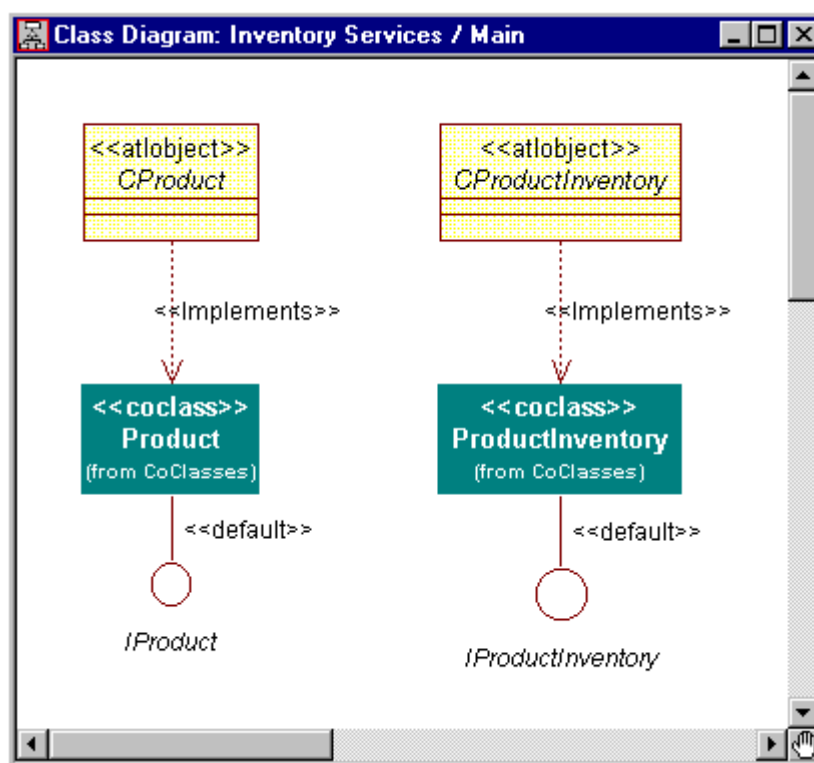 Class Diagram: Inventory Services / Main
<<atlobject>>
CProduct
<<atlobject>>
CProductInventory
<<Implements>>
<<Implements>>
<<coclass>>
Product
(from CoClasses)
<<coclass>>
ProductInventory
(from CoClasses)
<<default>>
<<default>>
IProduct
IProductInventory